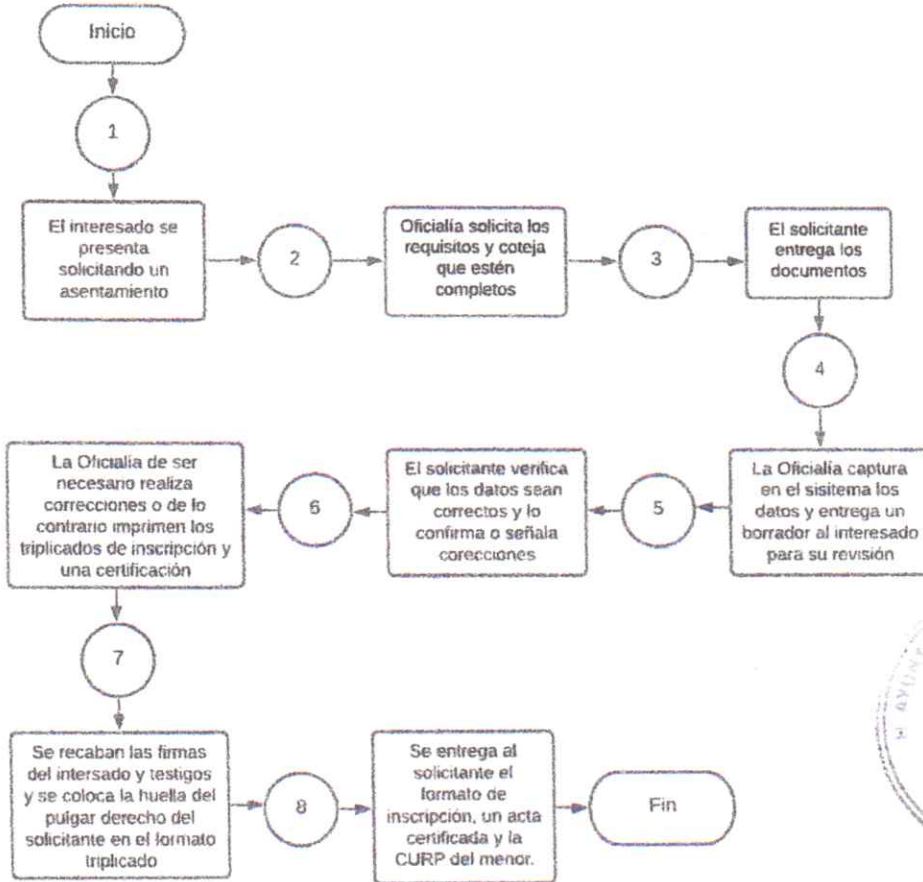 Inicio
1
El interesado se
presenta
solicitando un
asentamiento
2
Oficialía solicita los
requisitos y coteja
que estén
completos
3
El solicitante
entrega los
documentos
4
La Oficialía captura
en el sisitema los
datos y entrega un
borrador al interesado
para su revisión
5
El solicitante verifica
que los datos sean
correctos y lo
confirma o señala
corecciones
6
La Oficialía de ser
necesario realiza
correcciones o de lo
contrario imprimen los
triplicados de inscripción y
una certificación
7
Se recaban las firmas
del intersado y testigos
y se coloca la huella del
pulgar derecho del
solicitante en el formato
triplicado
8
Se entrega al
solicitante el
formato de
inscripción, un acta
certificada y la
CURP del menor.
Fin